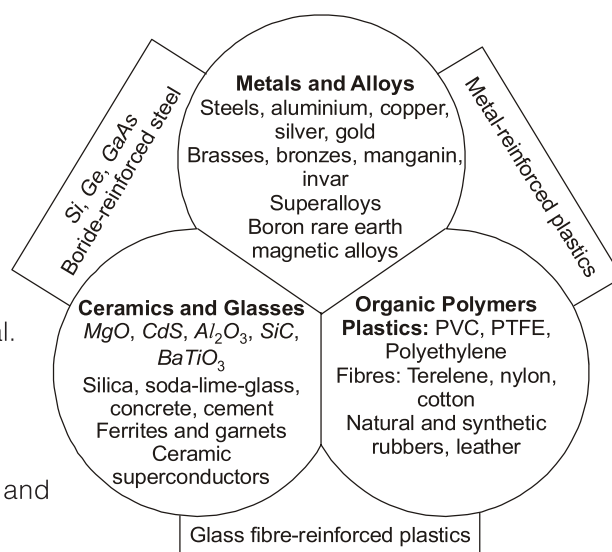 Metals and Alloys
Steels, aluminium, copper,
silver, gold
Brasses, bronzes, manganin,
invar
Superalloys
Boron rare earth
magnetic alloys
Si, Ge, GaAs
Boride-reinforced steel
Metal-reinforced plastics
Ceramics and Glasses
MgO, CdS, Al₂O₃, SiC,
BaTiO₃
Silica, soda-lime-glass,
concrete, cement
Ferrites and garnets
Ceramic
superconductors
Organic Polymers
Plastics: PVC, PTFE,
Polyethylene
Fibres: Terelene, nylon,
cotton
Natural and synthetic
rubbers, leather
and
Glass fibre-reinforced plastics